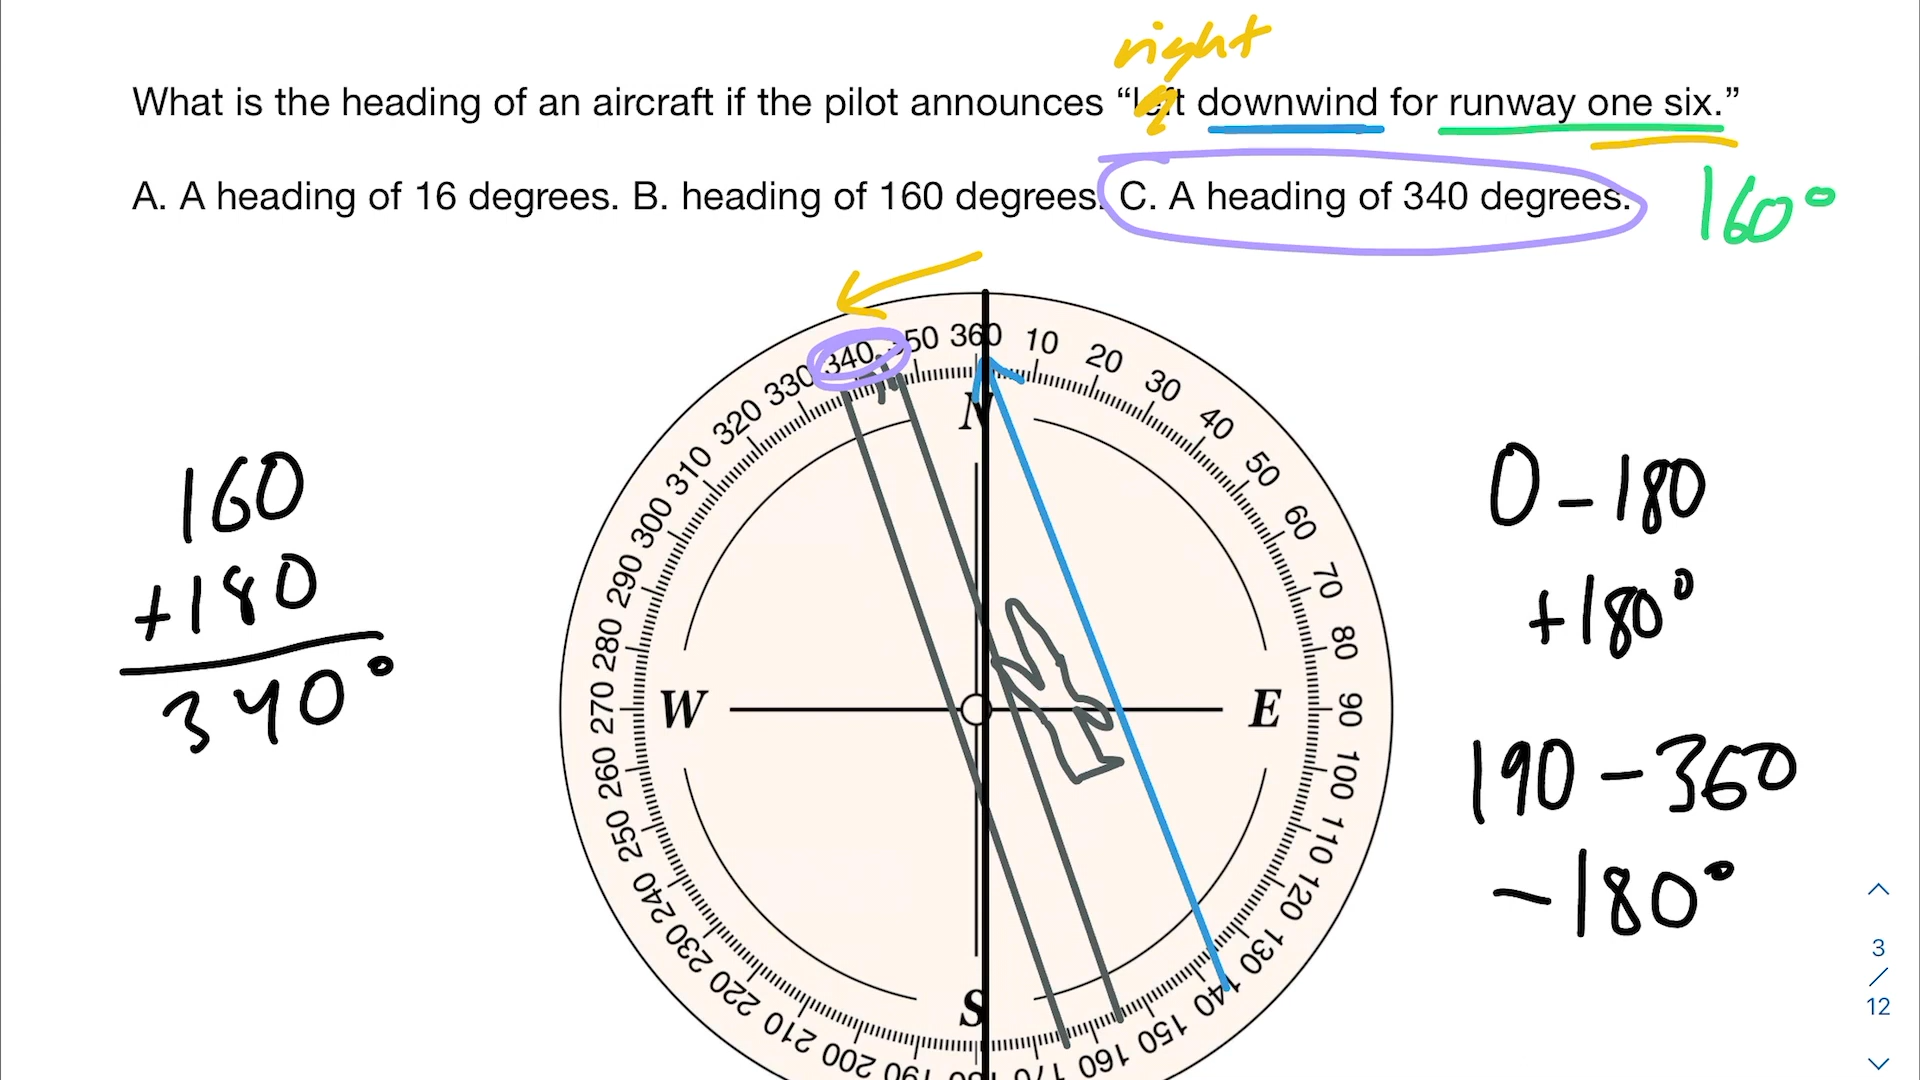 right
What is the heading of an aircraft if the pilot announces “left downwind for runway one six.”
A. A heading of 16 degrees. B. heading of 160 degrees. C. A heading of 340 degrees.
160°
160
+180
340°
0-180
+180°
190-360
-180°
360 10 20 30 40 50 60 70 80 90 100 110 120 130 140 150 160 170 180 190 200 210 220 230 240 250 260 270 280 290 300 310 320 330 340 350
N
W E
S
3
/
12